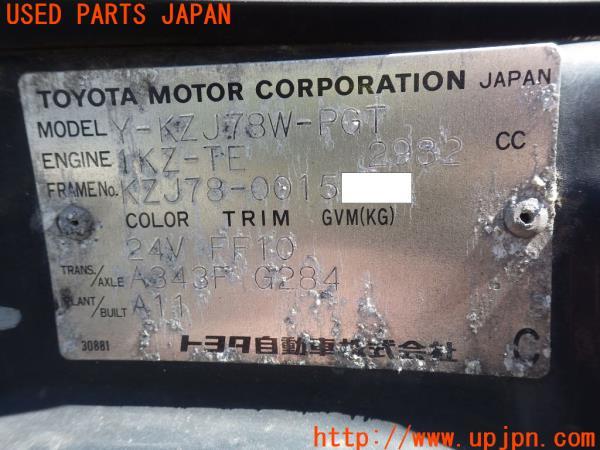 USED PARTS JAPAN
TOYOTA MOTOR CORPORATION JAPAN
MODEL Y-KZJ78W-PGT
ENGINE 1KZ-TE 2982 CC
FRAME No. KZJ78-0015
COLOR TRIM GVM(KG)
24V FF10
TRANS./AXLE A343F G284
PLANT/BUILT A11
30881 トヨタ自動車株式会社 C
URL http://www.upjpn.com